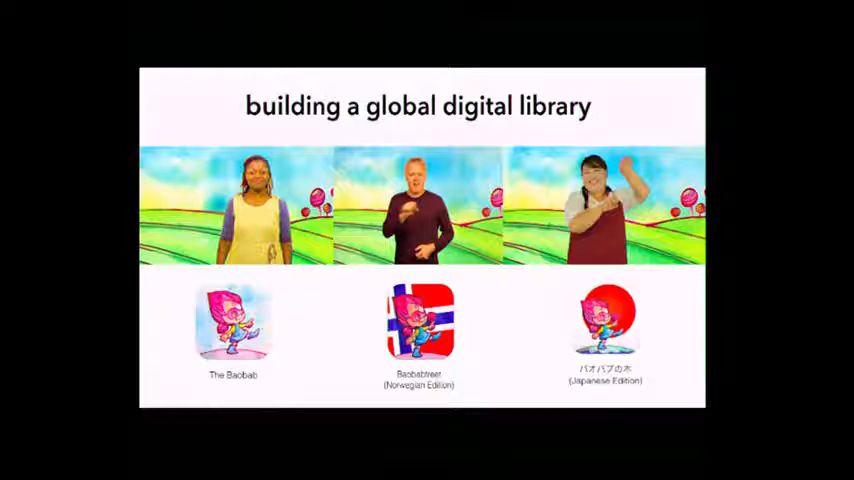 building a global digital library
The Baobab
Baobabtreet
(Norwegian Edition)
バオバブの木
(Japanese Edition)